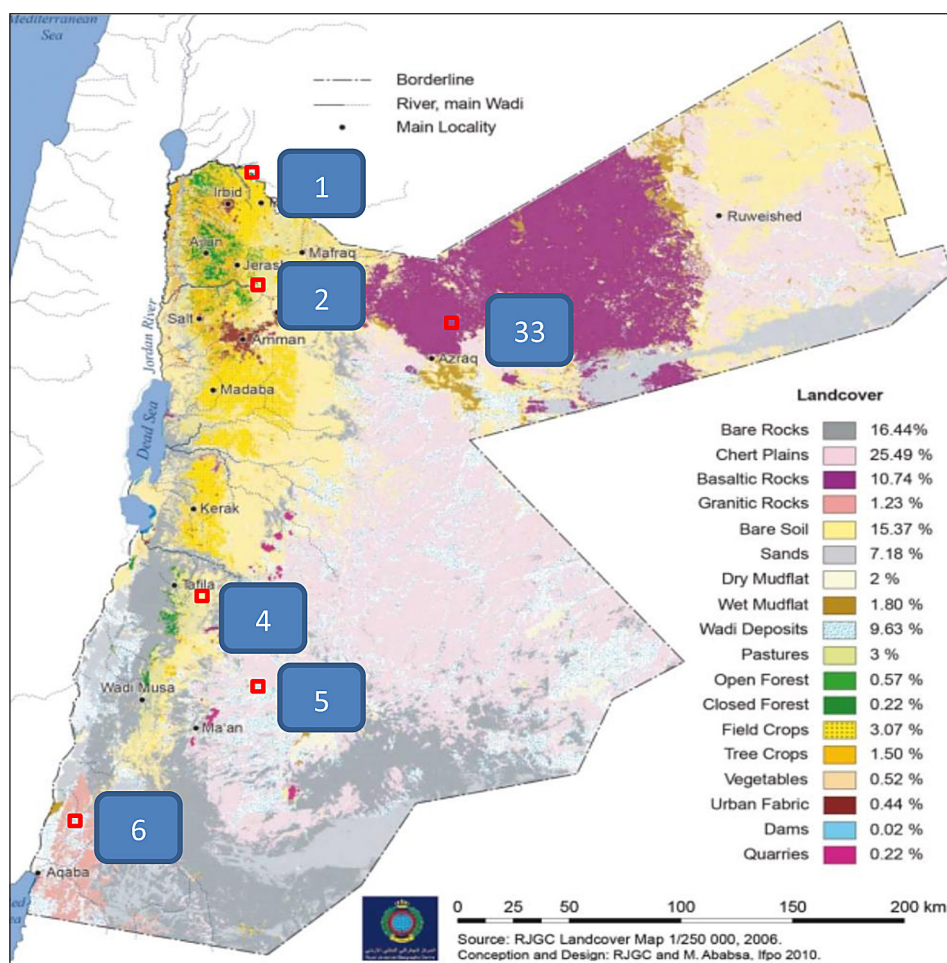 Mediterranean
Sea
Borderline
River, main Wadi
Main Locality
1
Irbid
Ruweished
Ajlun
Mafraq
Jerash
2
Jordan River
Salt
33
Amman
Azraq
Madaba
Landcover
Dead Sea
Bare Rocks 16.44%
Chert Plains 25.49 %
Basaltic Rocks 10.74 %
Kerak
Granitic Rocks 1.23 %
Bare Soil 15.37 %
Sands 7.18 %
Dry Mudflat 2 %
Tafila
Wet Mudflat 1.80 %
4
Wadi Deposits 9.63 %
Pastures 3 %
Open Forest 0.57 %
Wadi Musa
5
Closed Forest 0.22 %
Ma'an
Field Crops 3.07 %
Tree Crops 1.50 %
Vegetables 0.52 %
Urban Fabric 0.44 %
6
Dams 0.02 %
Quarries 0.22 %
Aqaba
0 25 50 100 150 200 km
Source: RJGC Landcover Map 1/250 000, 2006.
Conception and Design: RJGC and M. Ababsa, Ifpo 2010.